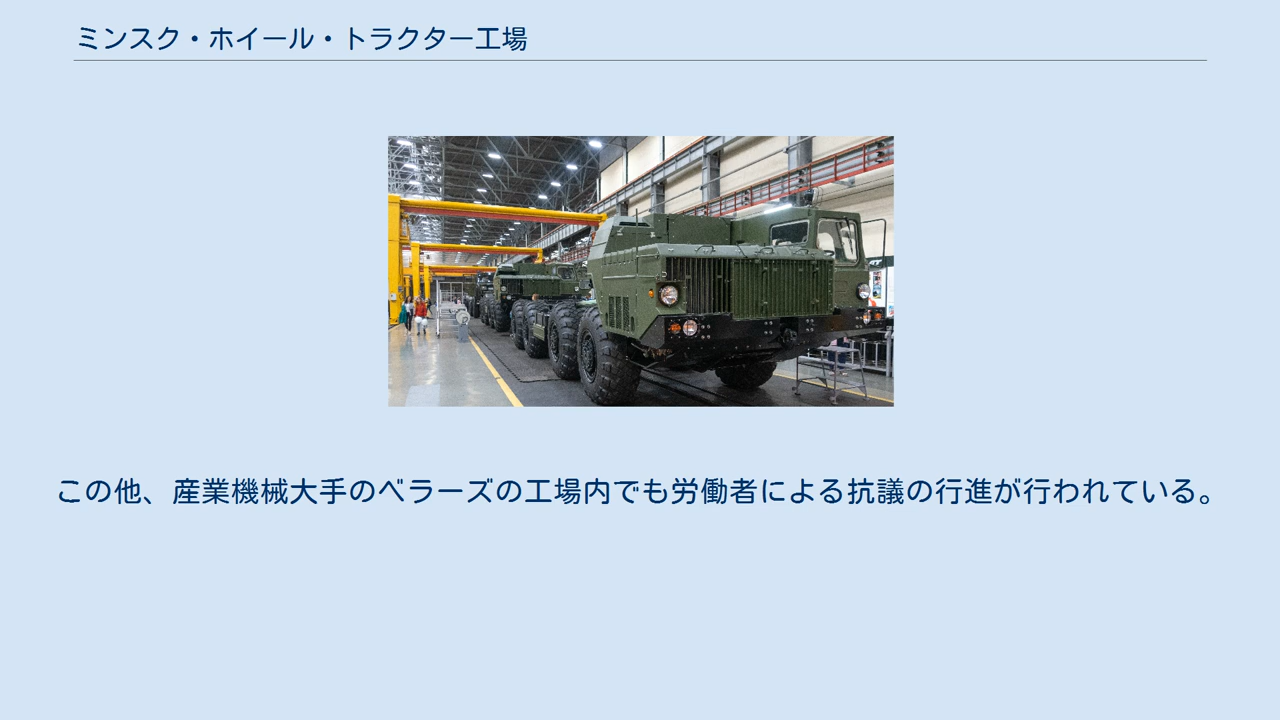 ミンスク・ホイール・トラクター工場
この他、産業機械大手のベラーズの工場内でも労働者による抗議の行進が行われている。